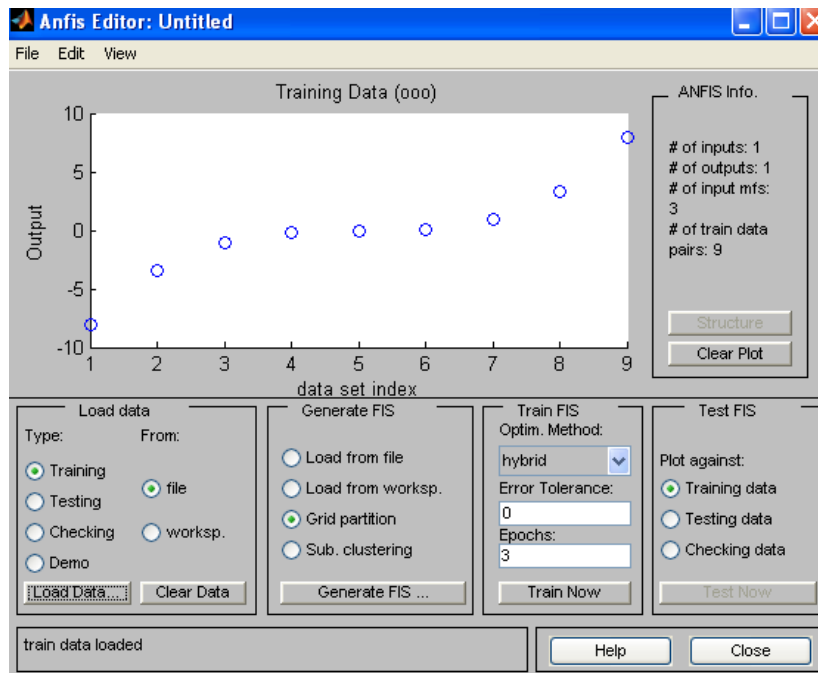 Anfis Editor: Untitled
File Edit View
Training Data (ooo)
10
5
0
-5
-10
Output
1 2 3 4 5 6 7 8 9
data set index
ANFIS Info.
# of inputs: 1
# of outputs: 1
# of input mfs:
3
# of train data
pairs: 9
Structure
Clear Plot
Load data
Type:
From:
Training
Testing
Checking
Demo
file
worksp.
Load Data...
Clear Data
Generate FIS
Load from file
Load from worksp.
Grid partition
Sub. clustering
Generate FIS ...
Train FIS
Optim. Method:
hybrid
Error Tolerance:
0
Epochs:
3
Train Now
Test FIS
Plot against:
Training data
Testing data
Checking data
Test Now
train data loaded
Help
Close